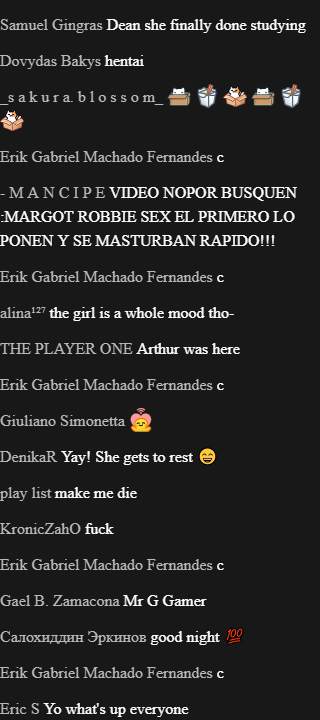 Samuel Gingras Dean she finally done studying
Dovydas Bakys hentai
_s a k u r a. b l o s s o m_
Erik Gabriel Machado Fernandes c
- M A N C I P E VIDEO NOPOR BUSQUEN
:MARGOT ROBBIE SEX EL PRIMERO LO
PONEN Y SE MASTURBAN RAPIDO!!!
Erik Gabriel Machado Fernandes c
alina¹²⁷ the girl is a whole mood tho-
THE PLAYER ONE Arthur was here
Erik Gabriel Machado Fernandes c
Giuliano Simonetta
DenikaR Yay! She gets to rest 😄
play list make me die
KronicZahO fuck
Erik Gabriel Machado Fernandes c
Gael B. Zamacona Mr G Gamer
Салохиддин Эркинов good night 💯
Erik Gabriel Machado Fernandes c
Eric S Yo what's up everyone